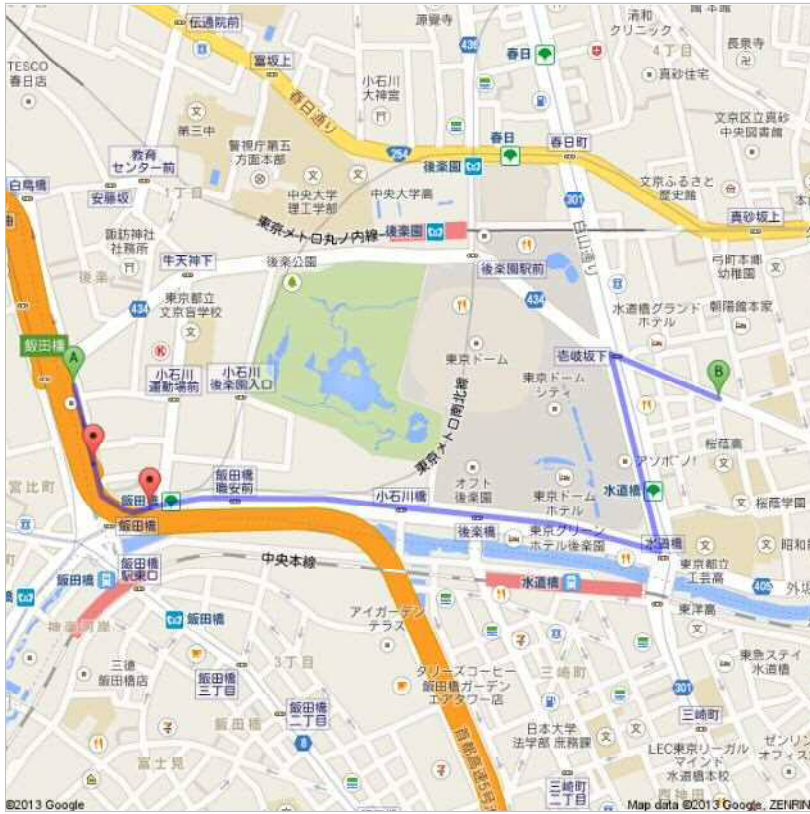 伝通院前
源覺寺
436
春日
清和
クリニック
4丁目
本館
長泉寺
TESCO
春日店
富坂上
春日通り
小石川
大神宮
真砂住宅
第三中
警視庁第五
方面本部
254
春日
春日町
文京区立真砂
中央図書館
教育
センター前
後楽園
白鳥橋
安藤坂
1丁目
中央大学
理工学部
中央大学高
301
文京ふるさと
歴史館
東京メトロ丸ノ内線
後楽園
白山通り
真砂坂上
諏訪神社
社務所
後楽
牛天神下
後楽公園
後楽園駅前
弓町本郷
幼稚園
434
東京都立
文京盲学校
434
水道橋グランド
ホテル
朝陽館本家
飯田橋
A
小石川
運動場前
小石川
後楽園入口
東京ドーム
壱岐坂下
B
東京ドーム
シティ
東京メトロ南北線
桜蔭高
宮比町
飯田橋
飯田橋
職安前
小石川橋
オフト
後楽園
東京ドーム
ホテル
アソボ~ノ!
水道橋
桜蔭学園
飯田橋
後楽橋
東京グリーン
ホテル後楽園
水道橋
昭和
中央本線
東京都立
工芸高
飯田橋
飯田橋
駅東口
水道橋
405
外坂
東洋高
飯田橋
アイガーデン
テラス
三徳
飯田橋店
飯田橋
三丁目
3丁目
三崎町
東急ステイ
水道橋
タリーズコーヒー
飯田橋ガーデン
エアタワー店
301
飯田橋
飯田橋
二丁目
三崎町
富士見
8
首都高速5号
日本大学
法学部 庶務課
LEC東京リーガル
マインド
水道橋本校
ゼンリン
オフィス
三崎町
二丁目
西神田
©2013 Google
Map data ©2013 Google, ZENRIN